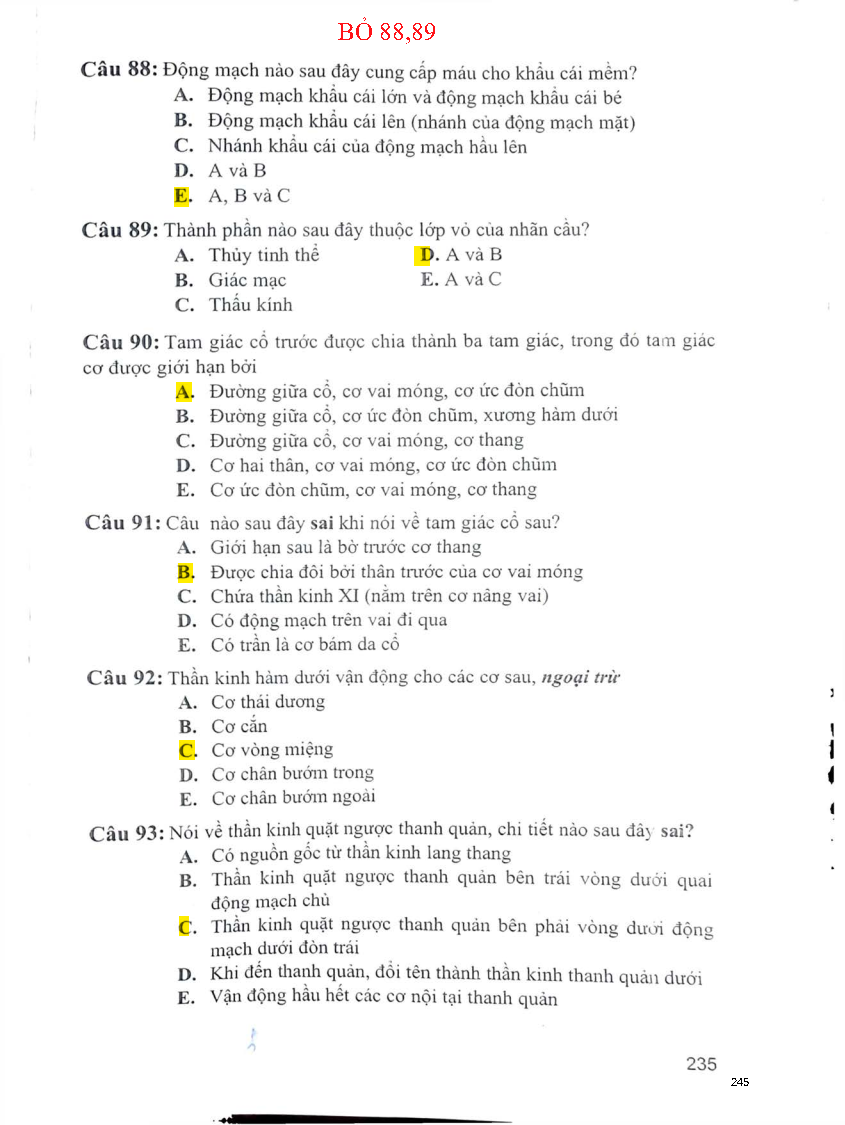 BỎ 88,89
Câu 88: Động mạch nào sau đây cung cấp máu cho khẩu cái mềm?
A. Động mạch khẩu cái lớn và động mạch khẩu cái bé
B. Động mạch khẩu cái lên (nhánh của động mạch mặt)
C. Nhánh khẩu cái của động mạch hầu lên
D. A và B
E. A, B và C
Câu 89: Thành phần nào sau đây thuộc lớp vỏ của nhãn cầu?
A. Thủy tinh thể D. A và B
B. Giác mạc E. A và C
C. Thấu kính
Câu 90: Tam giác cổ trước được chia thành ba tam giác, trong đó tam giác
cơ được giới hạn bởi
A. Đường giữa cổ, cơ vai móng, cơ ức đòn chũm
B. Đường giữa cổ, cơ ức đòn chũm, xương hàm dưới
C. Đường giữa cổ, cơ vai móng, cơ thang
D. Cơ hai thân, cơ vai móng, cơ ức đòn chũm
E. Cơ ức đòn chũm, cơ vai móng, cơ thang
Câu 91: Câu nào sau đây sai khi nói về tam giác cổ sau?
A. Giới hạn sau là bờ trước cơ thang
B. Được chia đôi bởi thân trước của cơ vai móng
C. Chứa thần kinh XI (nằm trên cơ nâng vai)
D. Có động mạch trên vai đi qua
E. Có trần là cơ bám da cổ
Câu 92: Thần kinh hàm dưới vận động cho các cơ sau, ngoại trừ
A. Cơ thái dương
B. Cơ cắn
C. Cơ vòng miệng
D. Cơ chân bướm trong
E. Cơ chân bướm ngoài
Câu 93: Nói về thần kinh quặt ngược thanh quản, chi tiết nào sau đây sai?
A. Có nguồn gốc từ thần kinh lang thang
B. Thần kinh quặt ngược thanh quản bên trái vòng dưới quai
động mạch chủ
C. Thần kinh quặt ngược thanh quản bên phải vòng dưới động
mạch dưới đòn trái
D. Khi đến thanh quản, đổi tên thành thần kinh thanh quản dưới
E. Vận động hầu hết các cơ nội tại thanh quản
235
245